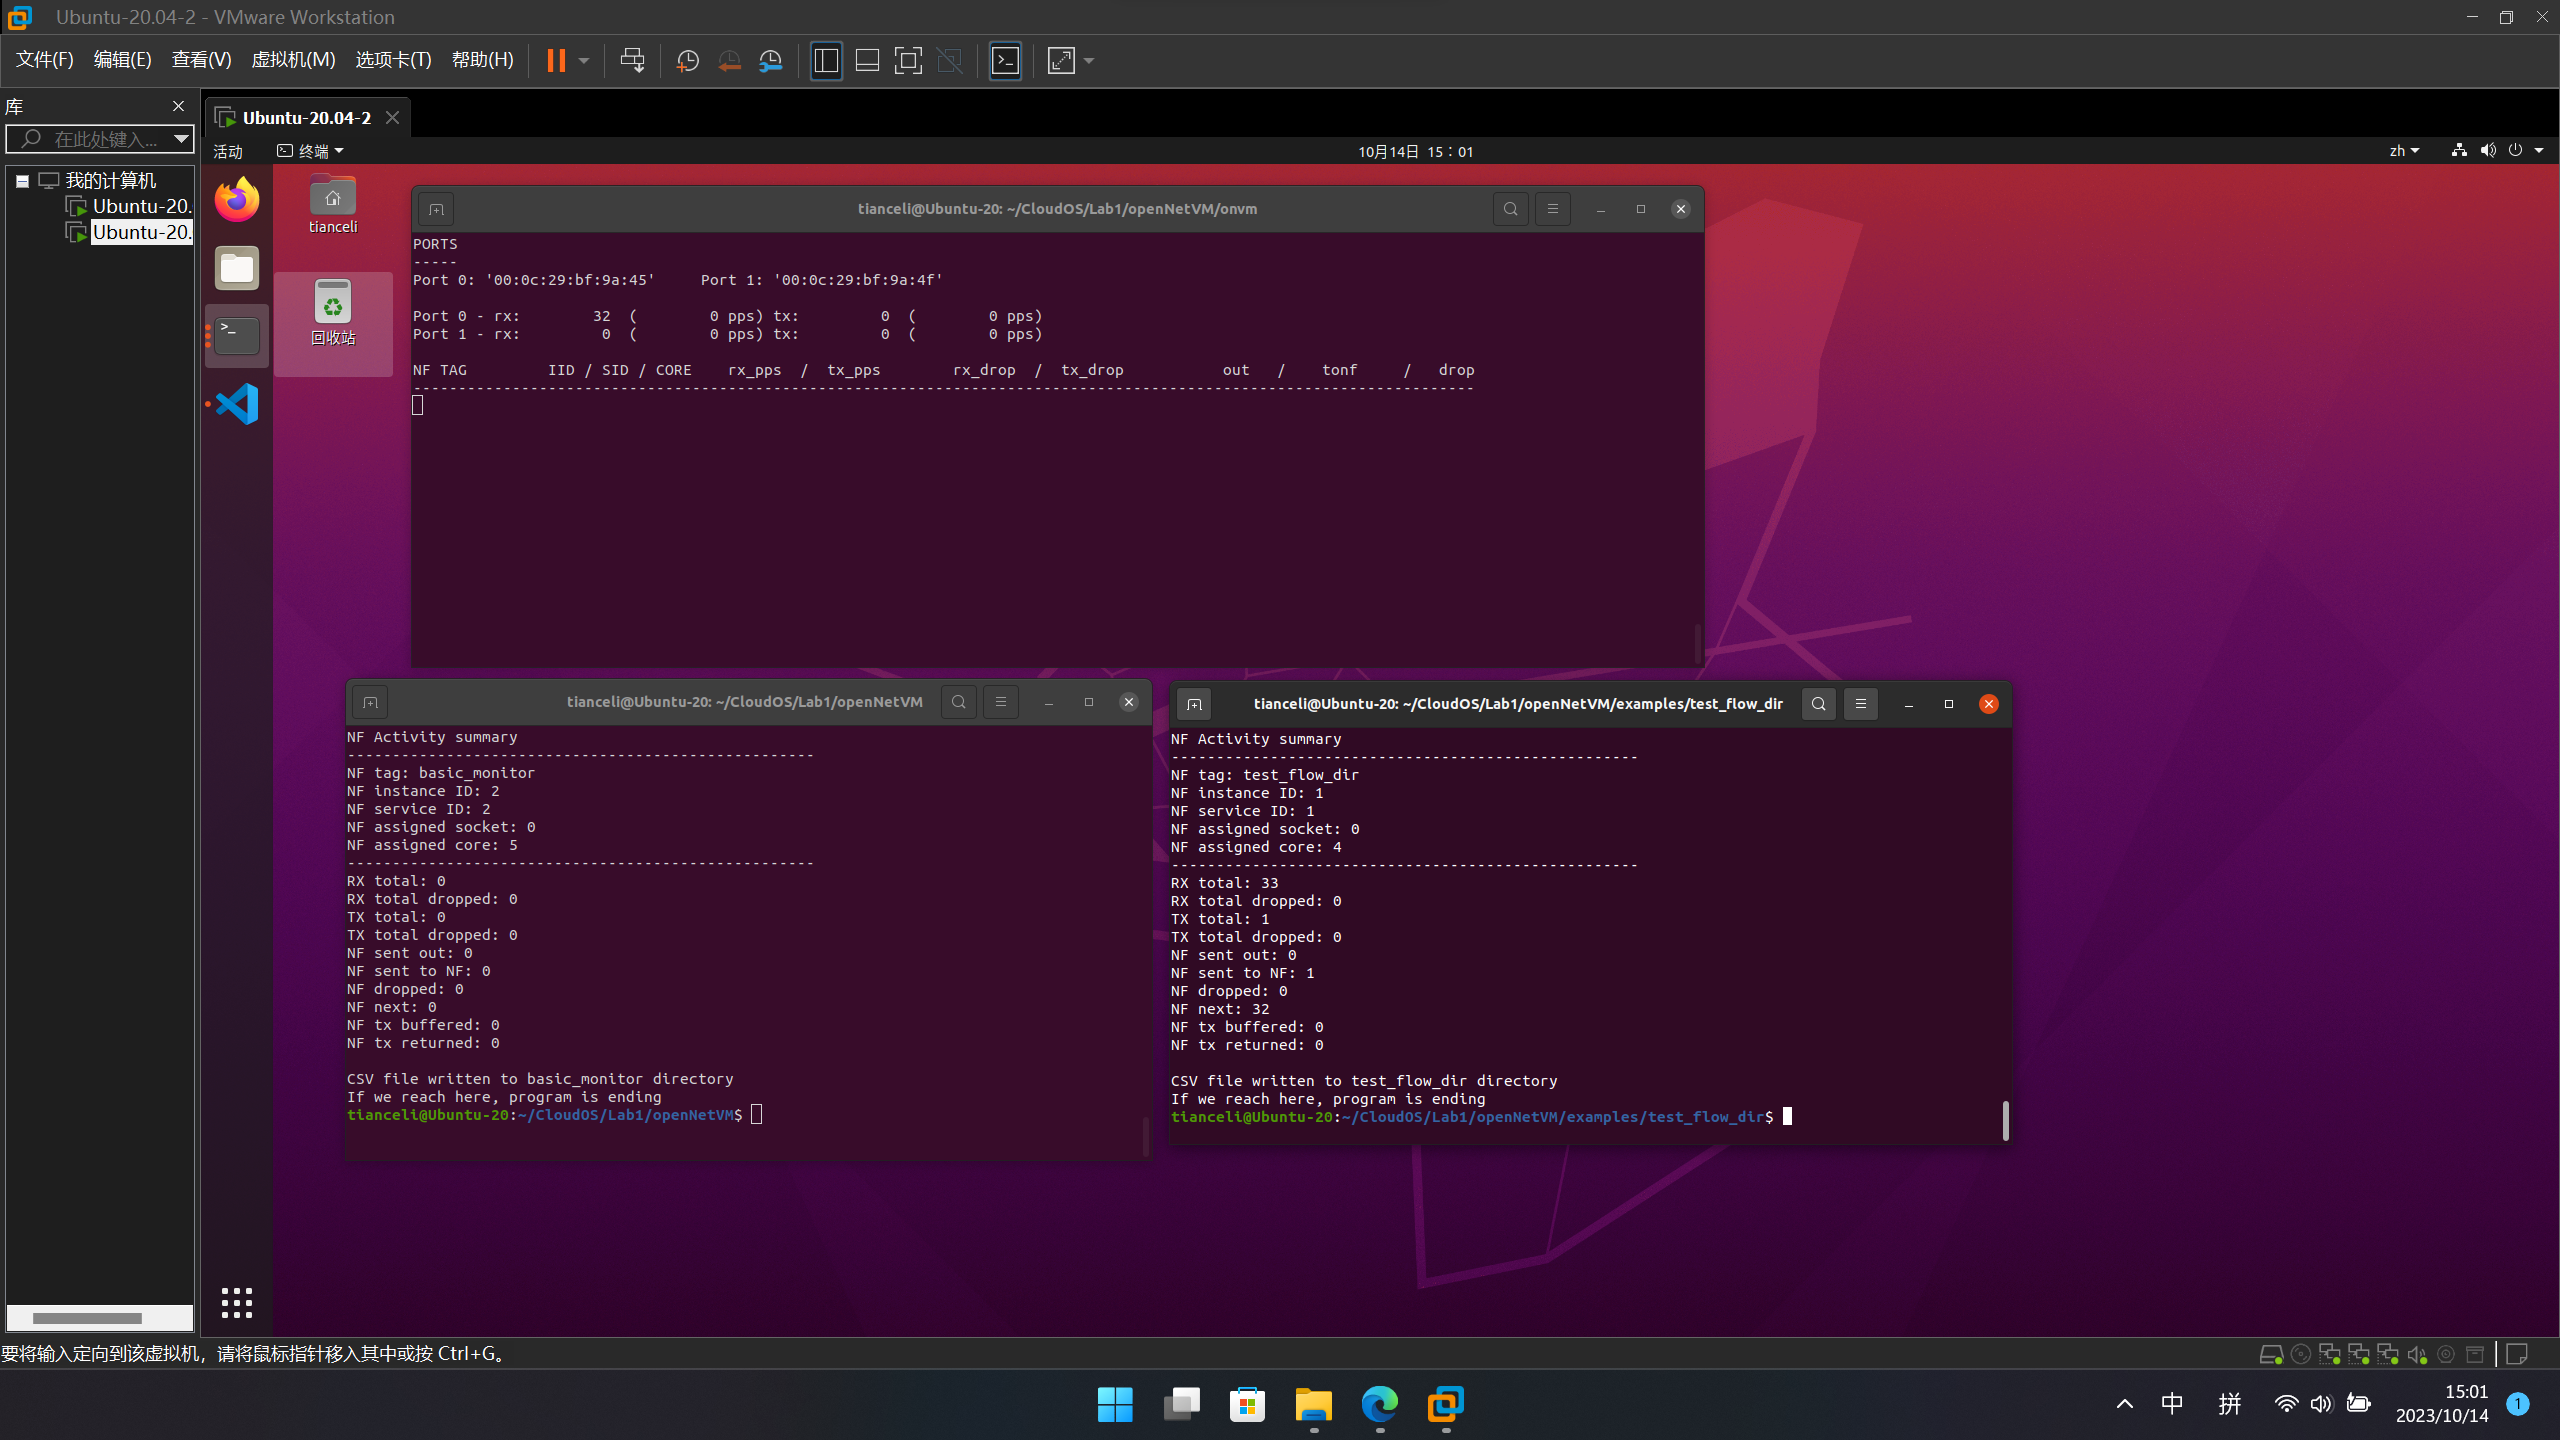 Ubuntu-20.04-2 - VMware Workstation
文件(F) 编辑(E) 查看(V) 虚拟机(M) 选项卡(T) 帮助(H)
库
在此处键入...
我的计算机
Ubuntu-20.
Ubuntu-20.
Ubuntu-20.04-2
活动 终端 10月14日 15：01 zh
tianceli
回收站
tianceli@Ubuntu-20: ~/CloudOS/Lab1/openNetVM/onvm
PORTS
-----
Port 0: '00:0c:29:bf:9a:45' Port 1: '00:0c:29:bf:9a:4f'
Port 0 - rx: 32 ( 0 pps) tx: 0 ( 0 pps)
Port 1 - rx: 0 ( 0 pps) tx: 0 ( 0 pps)
NF TAG IID / SID / CORE rx_pps / tx_pps rx_drop / tx_drop out / tonf / drop
----------------------------------------------------------------------------------------------------------------------
tianceli@Ubuntu-20: ~/CloudOS/Lab1/openNetVM
NF Activity summary
----------------------------------------------------
NF tag: basic_monitor
NF instance ID: 2
NF service ID: 2
NF assigned socket: 0
NF assigned core: 5
----------------------------------------------------
RX total: 0
RX total dropped: 0
TX total: 0
TX total dropped: 0
NF sent out: 0
NF sent to NF: 0
NF dropped: 0
NF next: 0
NF tx buffered: 0
NF tx returned: 0
CSV file written to basic_monitor directory
If we reach here, program is ending
tianceli@Ubuntu-20:~/CloudOS/Lab1/openNetVM$
tianceli@Ubuntu-20: ~/CloudOS/Lab1/openNetVM/examples/test_flow_dir
NF Activity summary
----------------------------------------------------
NF tag: test_flow_dir
NF instance ID: 1
NF service ID: 1
NF assigned socket: 0
NF assigned core: 4
----------------------------------------------------
RX total: 33
RX total dropped: 0
TX total: 1
TX total dropped: 0
NF sent out: 0
NF sent to NF: 1
NF dropped: 0
NF next: 32
NF tx buffered: 0
NF tx returned: 0
CSV file written to test_flow_dir directory
If we reach here, program is ending
tianceli@Ubuntu-20:~/CloudOS/Lab1/openNetVM/examples/test_flow_dir$
要将输入定向到该虚拟机，请将鼠标指针移入其中或按 Ctrl+G。
中 拼 15:01
2023/10/14 1